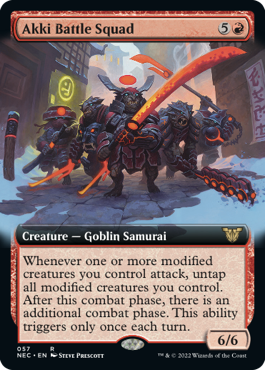 Akki Battle Squad 5
Creature — Goblin Samurai
Whenever one or more modified
creatures you control attack, untap
all modified creatures you control.
After this combat phase, there is an
additional combat phase. This ability
triggers only once each turn.
6/6
057 R
NEC • EN Steve Prescott
™ & © 2022 Wizards of the Coast